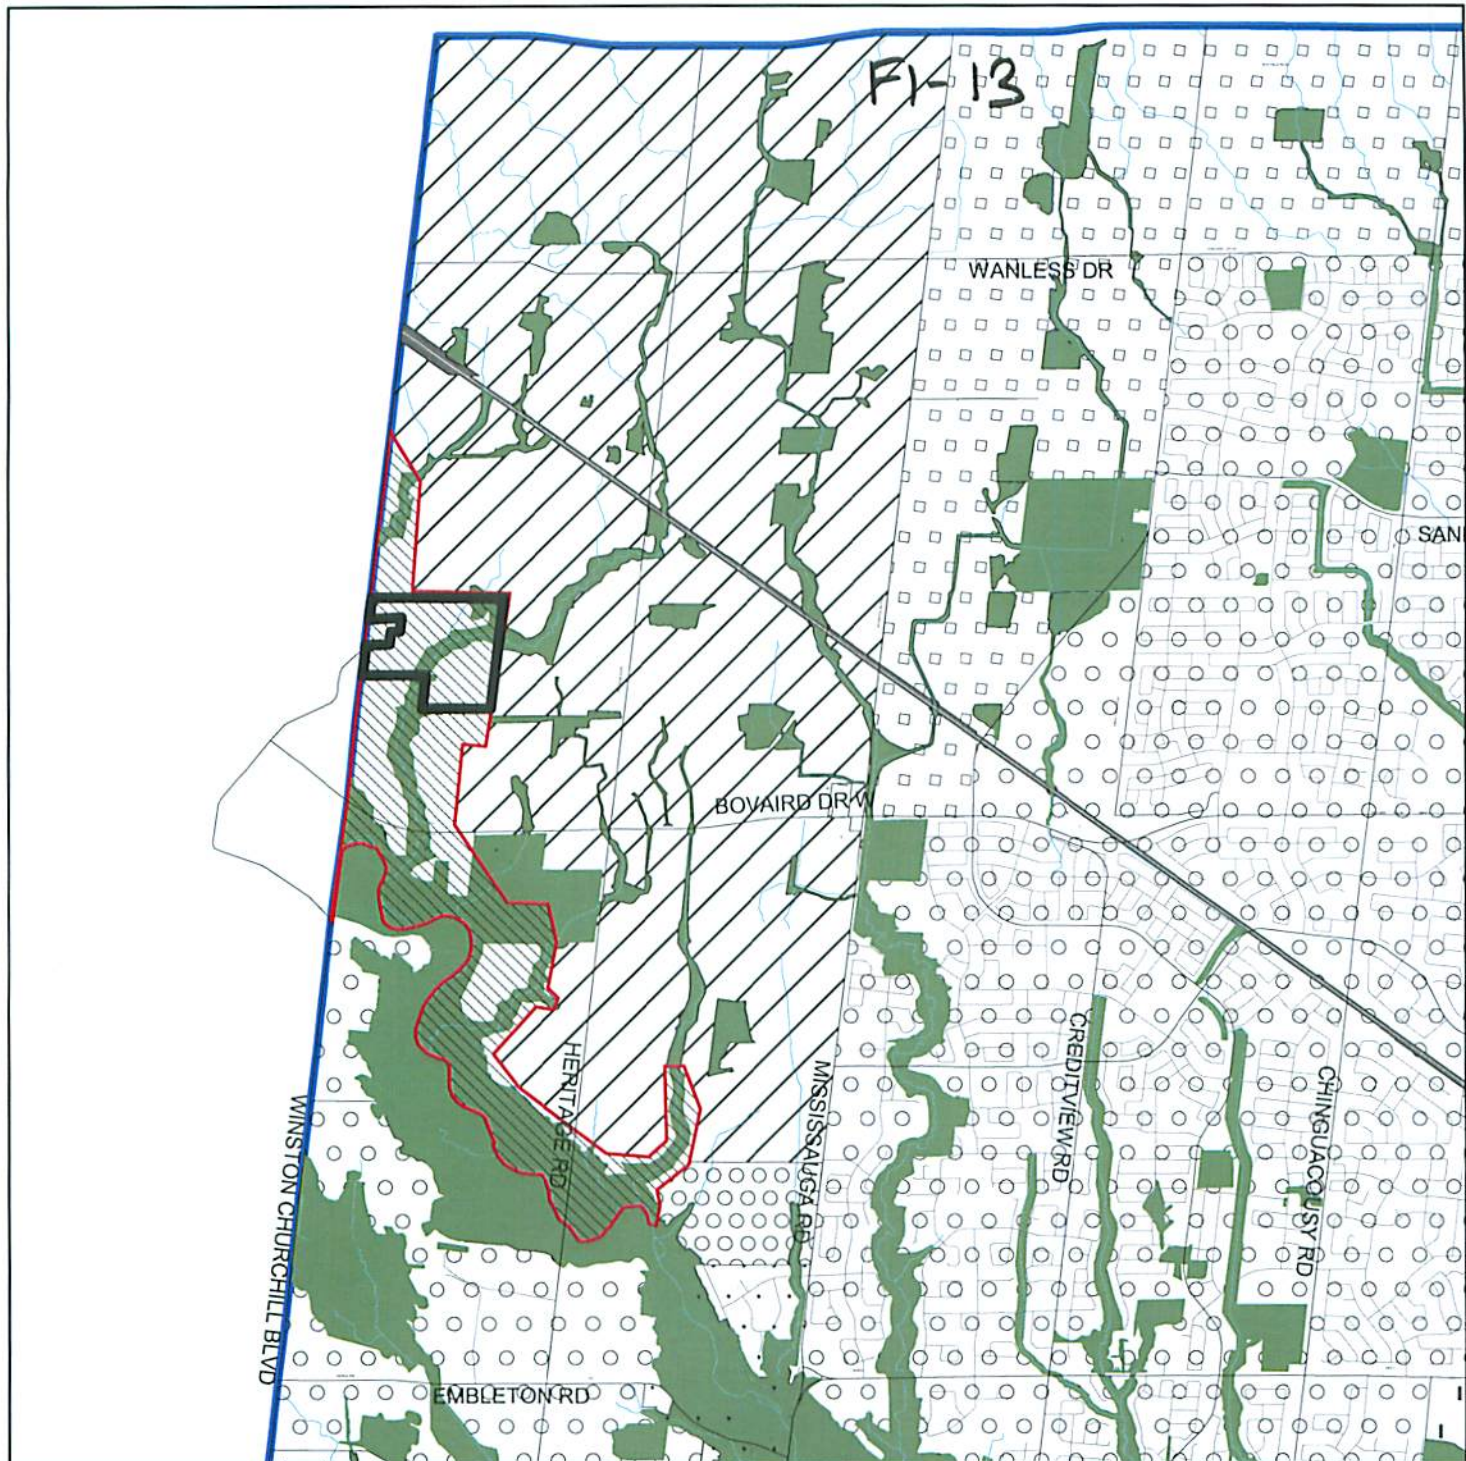 F1-13
WANLESS DR
SAN
BOVAIRD DR W
HERITAGE RD
MISSISSAUGA RD
CREDITVIEW RD
CHINGUACOUSY RD
WINSTON CHURCHILL BLVD
EMBLETON RD